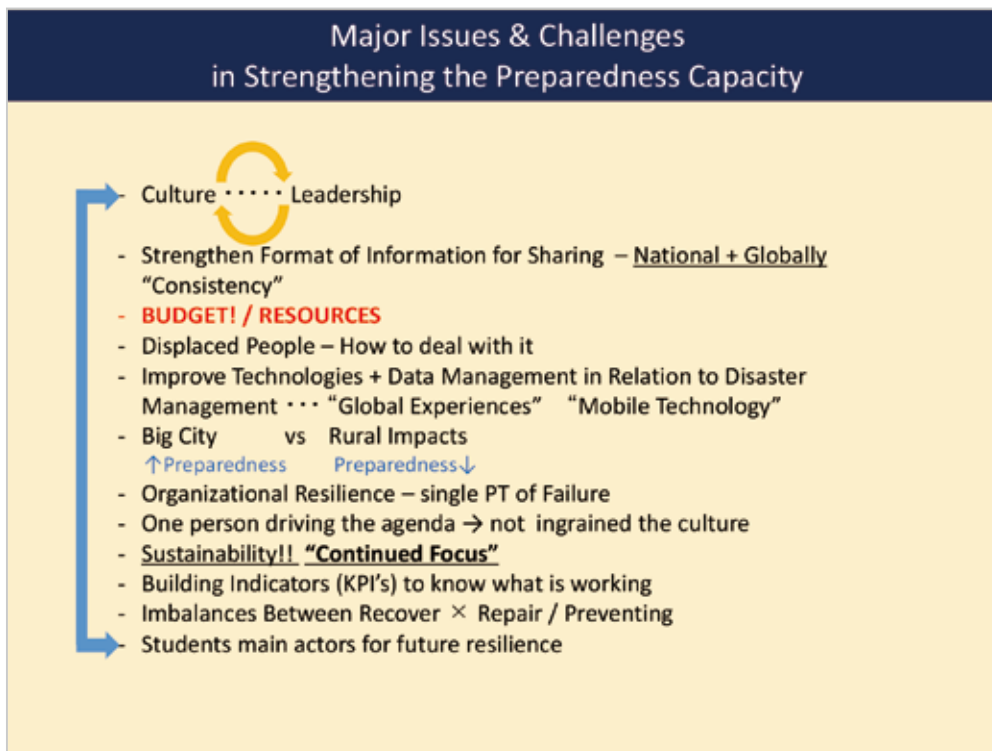 Major Issues & Challenges
in Strengthening the Preparedness Capacity
- Culture ····· Leadership
- Strengthen Format of Information for Sharing – National + Globally
“Consistency”
- BUDGET! / RESOURCES
- Displaced People – How to deal with it
- Improve Technologies + Data Management in Relation to Disaster
Management ··· “Global Experiences” “Mobile Technology”
- Big City vs Rural Impacts
↑Preparedness Preparedness↓
- Organizational Resilience – single PT of Failure
- One person driving the agenda → not ingrained the culture
- Sustainability!! “Continued Focus”
- Building Indicators (KPI’s) to know what is working
- Imbalances Between Recover × Repair / Preventing
- Students main actors for future resilience